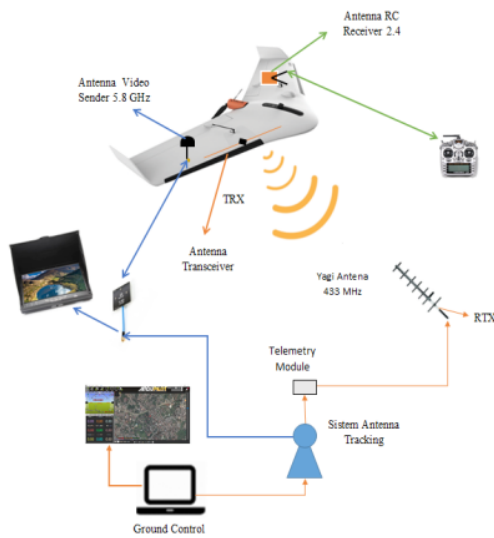 Antenna RC
Receiver 2.4
Antenna Video
Sender 5.8 GHz
TRX
Antenna
Transceiver
Yagi Antena
433 MHz
RTX
Telemetry
Module
Sistem Antenna
Tracking
Ground Control